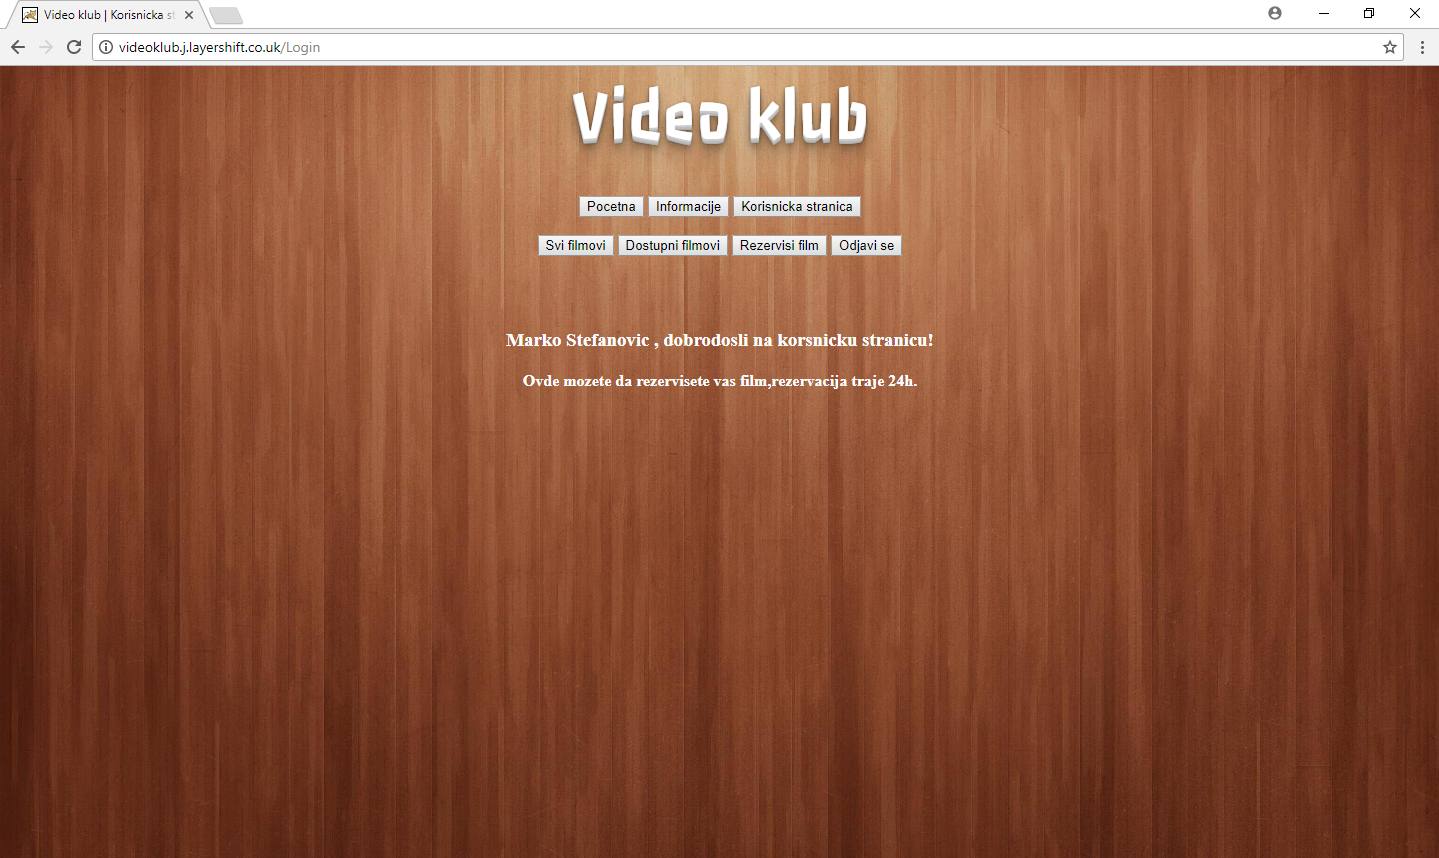 Video klub | Korisnicka st
videoklub.j.layershift.co.uk/Login
Video klub
Pocetna Informacije Korisnicka stranica
Svi filmovi Dostupni filmovi Rezervisi film Odjavi se
Marko Stefanovic , dobrodosli na korsnicku stranicu!
Ovde mozete da rezervisete vas film,rezervacija traje 24h.